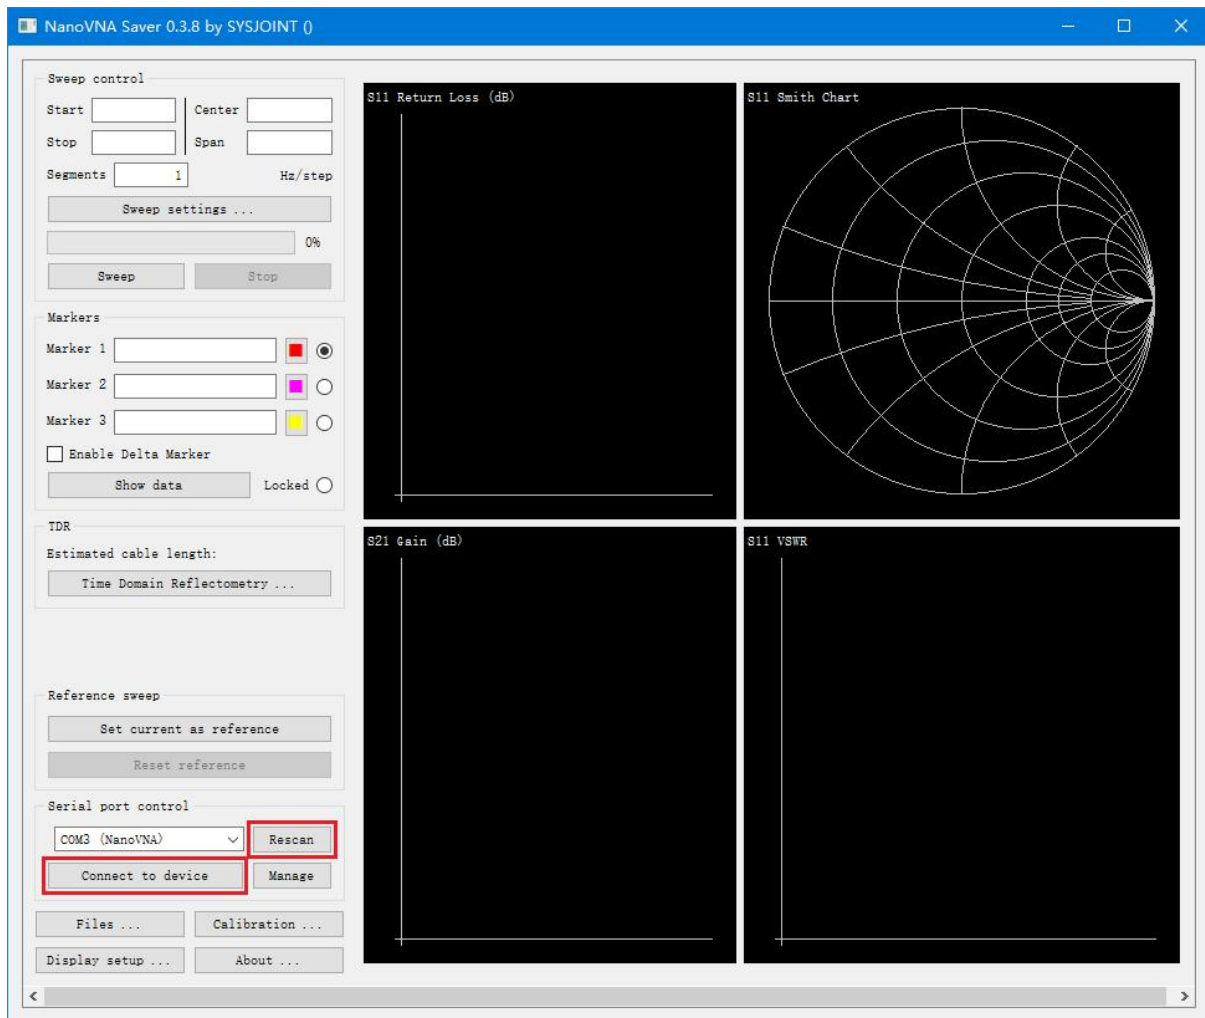 NanoVNA Saver 0.3.8 by SYSJOINT ()
Sweep control
Start
Center
Stop
Span
Segments 1 Hz/step
Sweep settings ...
0%
Sweep
Stop
Markers
Marker 1
Marker 2
Marker 3
Enable Delta Marker
Show data
Locked
TDR
Estimated cable length:
Time Domain Reflectometry ...
Reference sweep
Set current as reference
Reset reference
Serial port control
COM3 (NanoVNA)
Rescan
Connect to device
Manage
Files ...
Calibration ...
Display setup ...
About ...
S11 Return Loss (dB)
S11 Smith Chart
S21 Gain (dB)
S11 VSWR